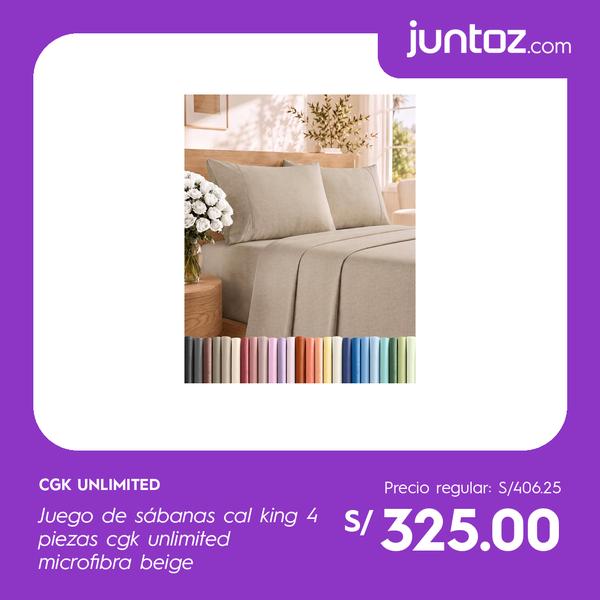 juntoz.com
CGK UNLIMITED
Juego de sábanas cal king 4
piezas cgk unlimited
microfibra beige
Precio regular: S/406.25
S/ 325.00